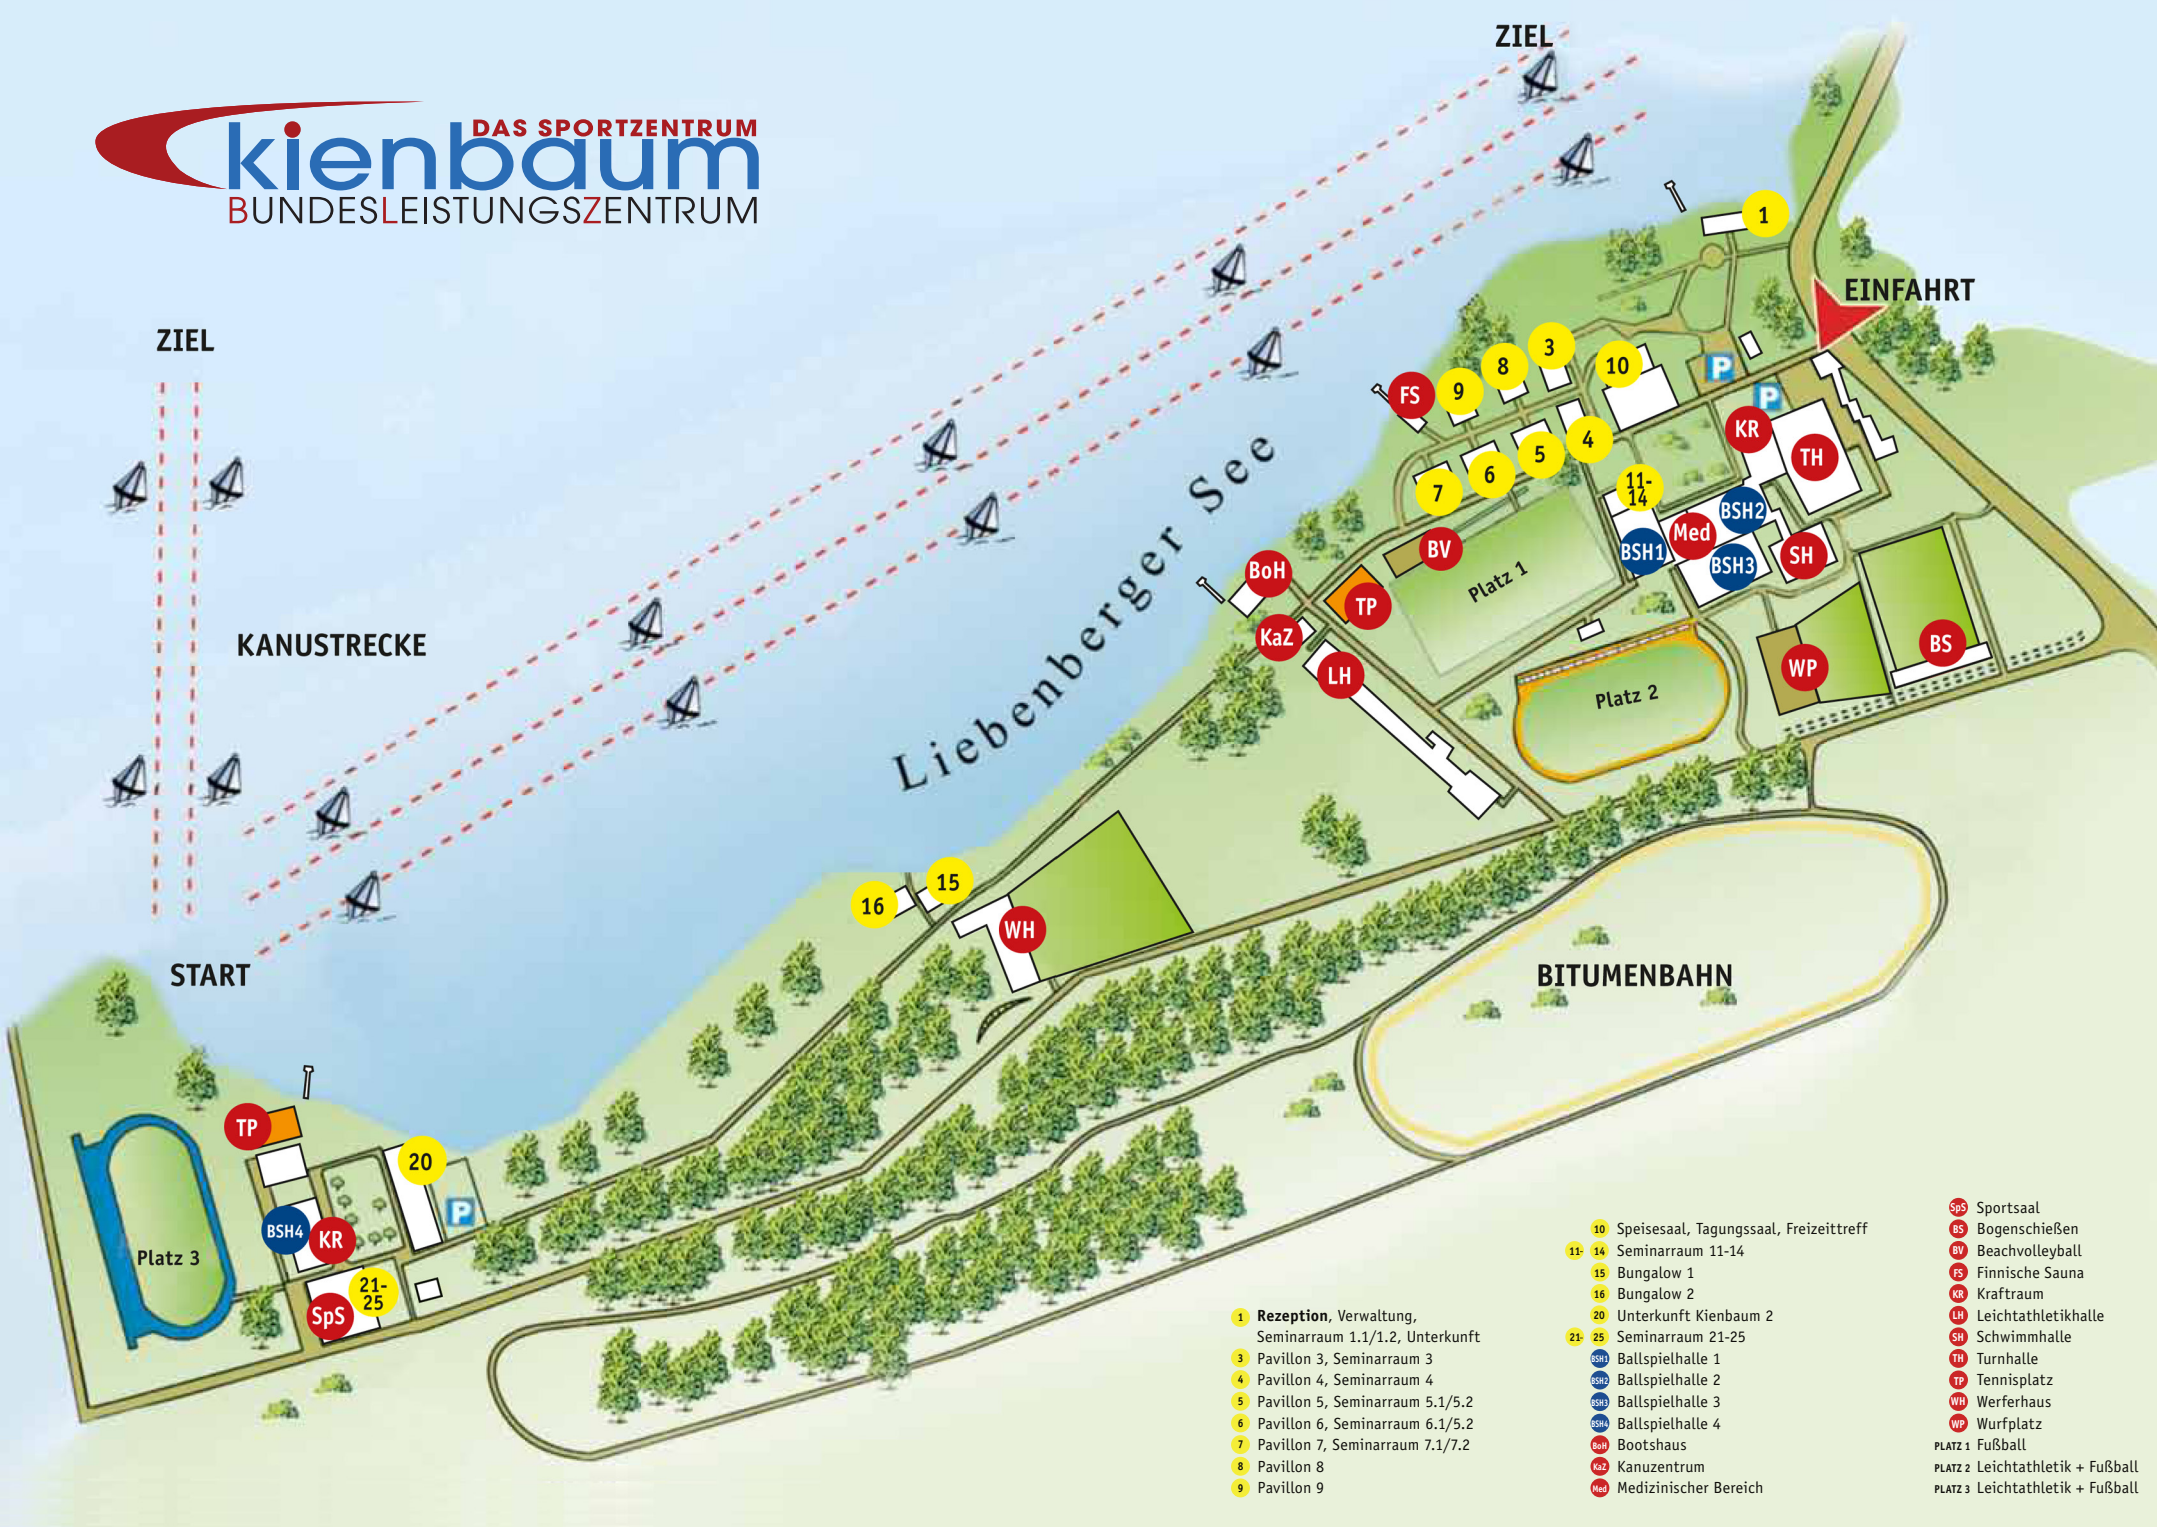 DAS SPORTZENTRUM
kienbaum
BUNDESLEISTUNGSZENTRUM
ZIEL
ZIEL
KANUSTRECKE
START
Liebenberger See
EINFAHRT
1
3
8
9
FS
10
P
P
KR
TH
4
5
6
7
11-
14
BSH2
Med
BSH1
BSH3
SH
BV
Platz 1
BoH
TP
KaZ
LH
Platz 2
WP
BS
15
16
WH
BITUMENBAHN
TP
20
P
BSH4
KR
Platz 3
21-
25
SpS
1 Rezeption, Verwaltung,
Seminarraum 1.1/1.2, Unterkunft
3 Pavillon 3, Seminarraum 3
4 Pavillon 4, Seminarraum 4
5 Pavillon 5, Seminarraum 5.1/5.2
6 Pavillon 6, Seminarraum 6.1/5.2
7 Pavillon 7, Seminarraum 7.1/7.2
8 Pavillon 8
9 Pavillon 9
10 Speisesaal, Tagungssaal, Freizeittreff
11- 14 Seminarraum 11-14
15 Bungalow 1
16 Bungalow 2
20 Unterkunft Kienbaum 2
21- 25 Seminarraum 21-25
BSH1 Ballspielhalle 1
BSH2 Ballspielhalle 2
BSH3 Ballspielhalle 3
BSH4 Ballspielhalle 4
BoH Bootshaus
KaZ Kanuzentrum
Med Medizinischer Bereich
SpS Sportsaal
BS Bogenschießen
BV Beachvolleyball
FS Finnische Sauna
KR Kraftraum
LH Leichtathletikhalle
SH Schwimmhalle
TH Turnhalle
TP Tennisplatz
WH Werferhaus
WP Wurfplatz
PLATZ 1 Fußball
PLATZ 2 Leichtathletik + Fußball
PLATZ 3 Leichtathletik + Fußball